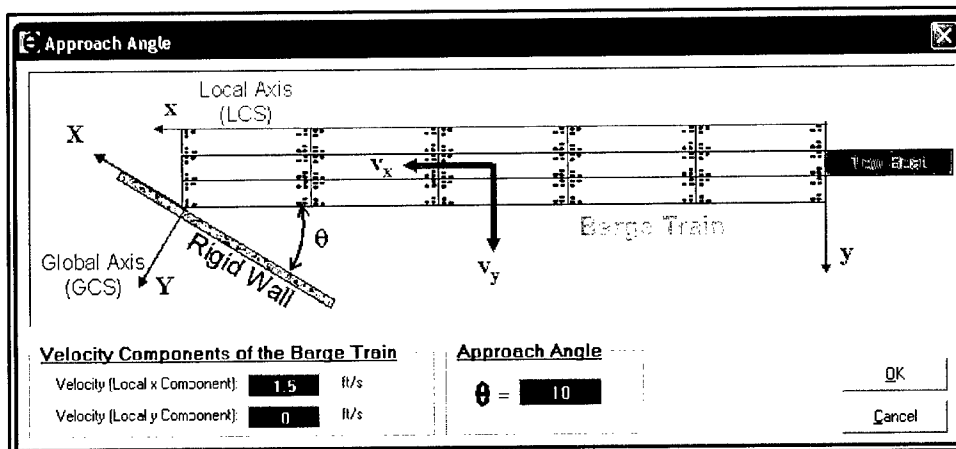 Approach Angle
Local Axis
(LCS)
x
X
vx
Tow Boat
θ
Barge Train
Rigid Wall
Global Axis
(GCS)
Y
vy
y
Velocity Components of the Barge Train
Velocity (Local x Component): 1.5 ft/s
Velocity (Local y Component): 0 ft/s
Approach Angle
θ = 10
OK
Cancel